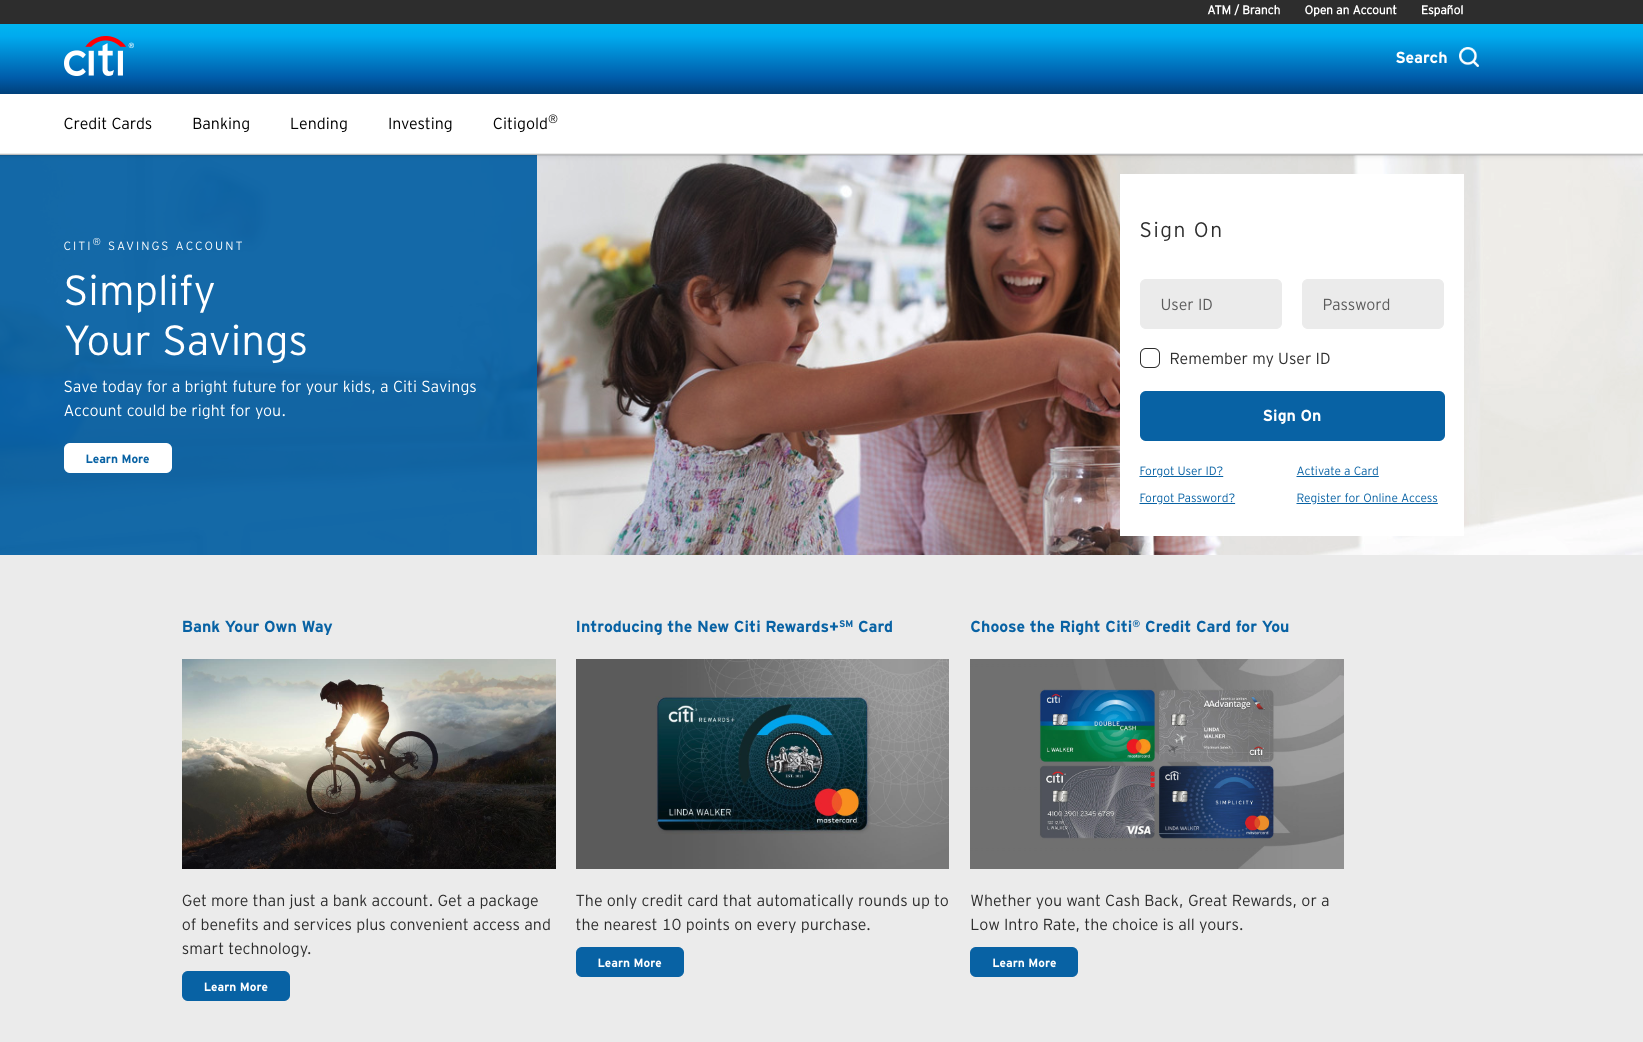 ATM / Branch
Open an Account
Español
citi®
Search
Credit Cards
Banking
Lending
Investing
Citigold®
CITI® SAVINGS ACCOUNT
Simplify
Your Savings
Save today for a bright future for your kids, a Citi Savings
Account could be right for you.
Learn More
Sign On
User ID
Password
Remember my User ID
Sign On
Forgot User ID?
Activate a Card
Forgot Password?
Register for Online Access
Bank Your Own Way
Get more than just a bank account. Get a package
of benefits and services plus convenient access and
smart technology.
Learn More
Introducing the New Citi Rewards+℠ Card
citi REWARDS+
EST. 1812
LINDA WALKER
mastercard
The only credit card that automatically rounds up to
the nearest 10 points on every purchase.
Learn More
Choose the Right Citi® Credit Card for You
citi
DOUBLE
CASH
L WALKER
mastercard
AAdvantage
LINDA
WALKER
citi
citi
4100 3901 2345 6789
L WALKER
VISA
citi
SIMPLICITY
LINDA WALKER
mastercard
Whether you want Cash Back, Great Rewards, or a
Low Intro Rate, the choice is all yours.
Learn More